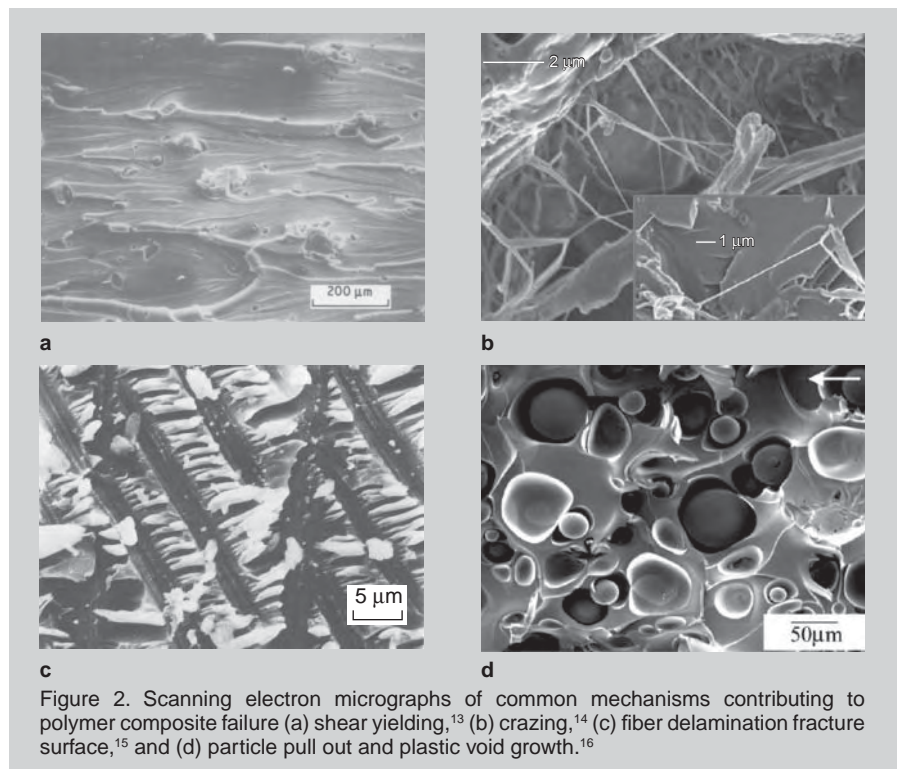 2 µm
1 µm
200 µm
a
b
5 µm
50µm
c
d
Figure 2. Scanning electron micrographs of common mechanisms contributing to
polymer composite failure (a) shear yielding,¹³ (b) crazing,¹⁴ (c) fiber delamination fracture
surface,¹⁵ and (d) particle pull out and plastic void growth.¹⁶